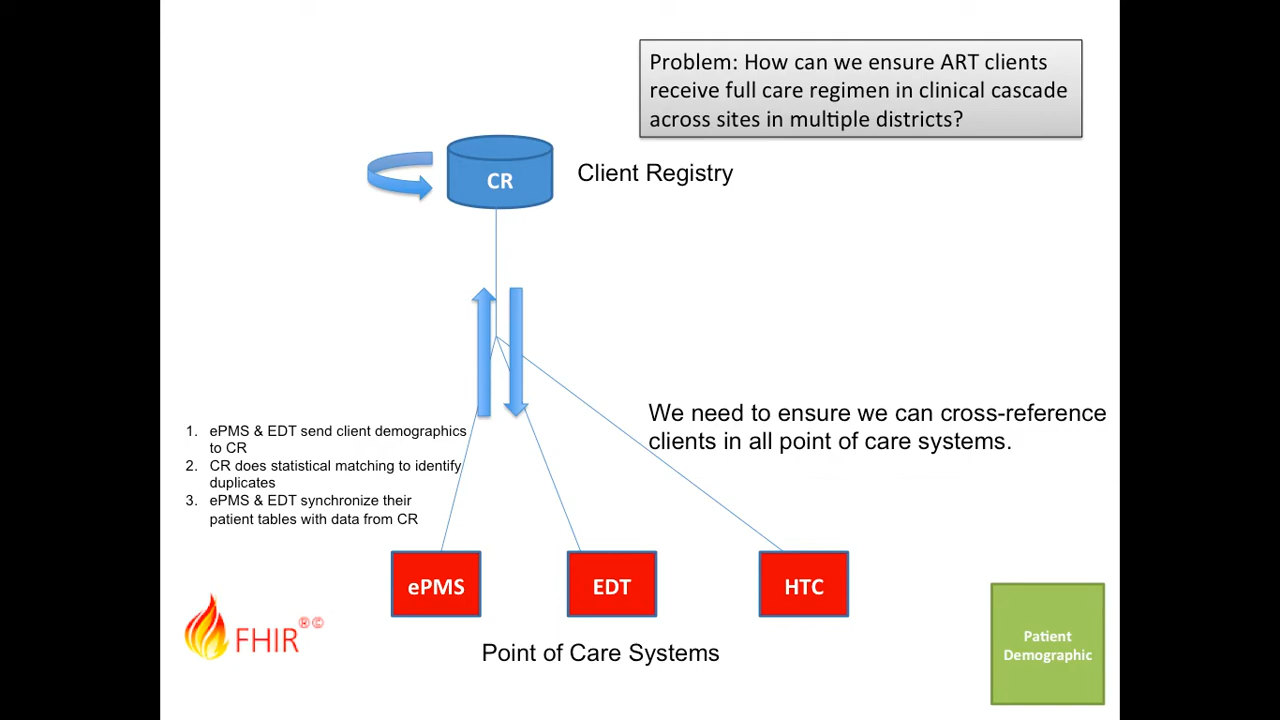 Problem: How can we ensure ART clients
receive full care regimen in clinical cascade
across sites in multiple districts?
CR
Client Registry
We need to ensure we can cross-reference
clients in all point of care systems.
1. ePMS & EDT send client demographics
to CR
2. CR does statistical matching to identify
duplicates
3. ePMS & EDT synchronize their
patient tables with data from CR
ePMS
EDT
HTC
FHIR®©
Point of Care Systems
Patient
Demographic